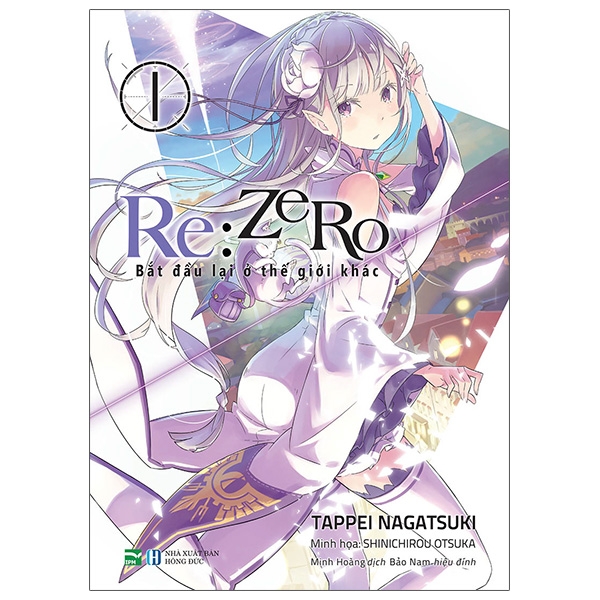 1
Re:ZeRo
Bắt đầu lại ở thế giới khác
TAPPEI NAGATSUKI
Minh họa: SHINICHIROU OTSUKA
Minh Hoàng dịch Bảo Nam hiệu đính
IPM
NHÀ XUẤT BẢN
HỒNG ĐỨC